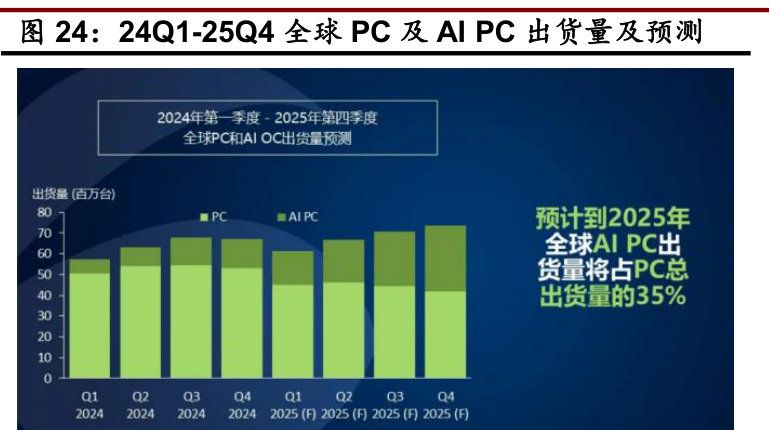 图 24：24Q1-25Q4 全球 PC 及 AI PC 出货量及预测
2024年第一季度 - 2025年第四季度
全球PC和AI OC出货量预测
出货量 (百万台)
PC
AI PC
80
70
60
50
40
30
20
10
0
Q1 Q2 Q3 Q4 Q1 Q2 Q3 Q4
2024 2024 2024 2024 2025 (F) 2025 (F) 2025 (F) 2025 (F)
预计到2025年
全球AI PC出
货量将占PC总
出货量的35%